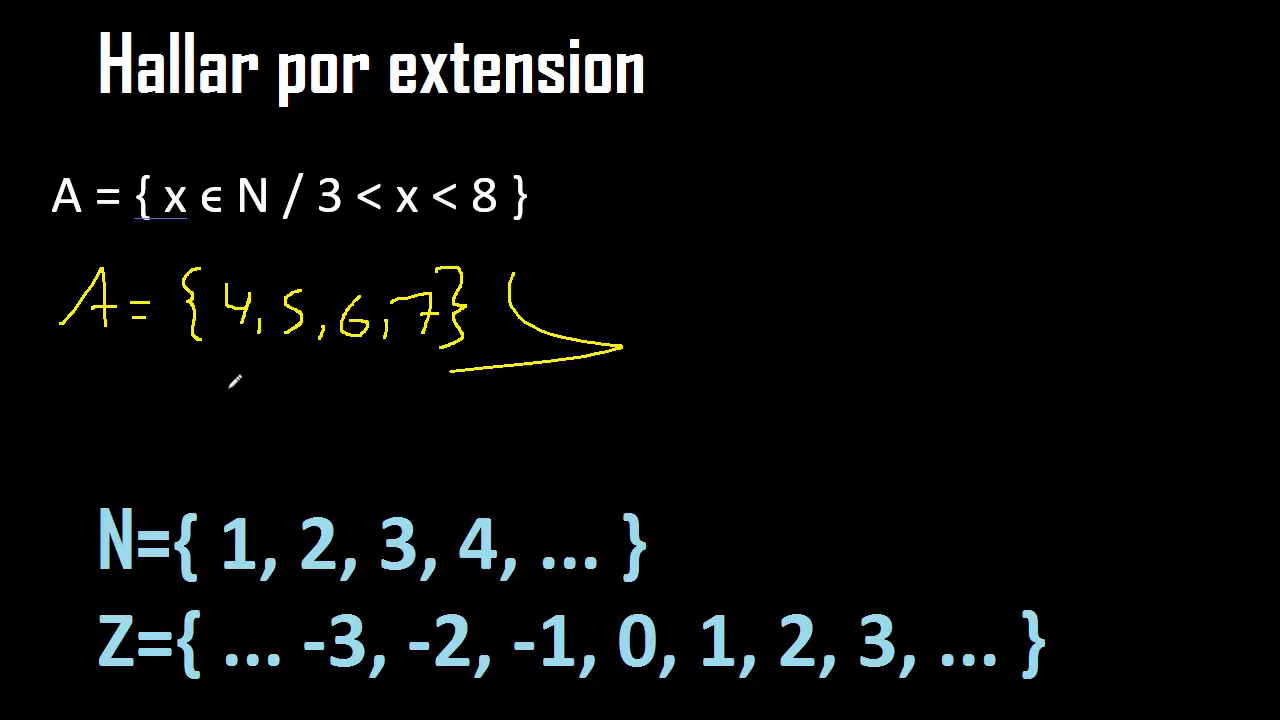 Hallar por extension
A = { x ϵ N / 3 < x < 8 }
A = { 4, 5, 6, 7 }
N={ 1, 2, 3, 4, ... }
Z={ ... -3, -2, -1, 0, 1, 2, 3, ... }